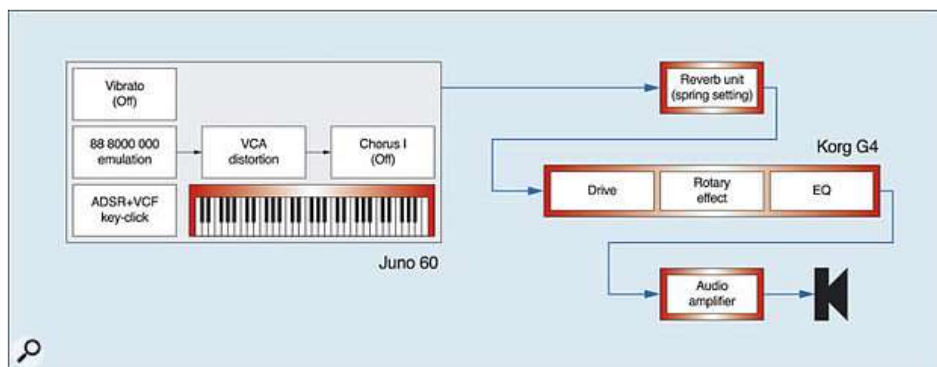 Vibrato
(Off)
88 8000 000
emulation
VCA
distortion
Chorus I
(Off)
ADSR+VCF
key-click
Juno 60
Reverb unit
(spring setting)
Korg G4
Drive
Rotary
effect
EQ
Audio
amplifier